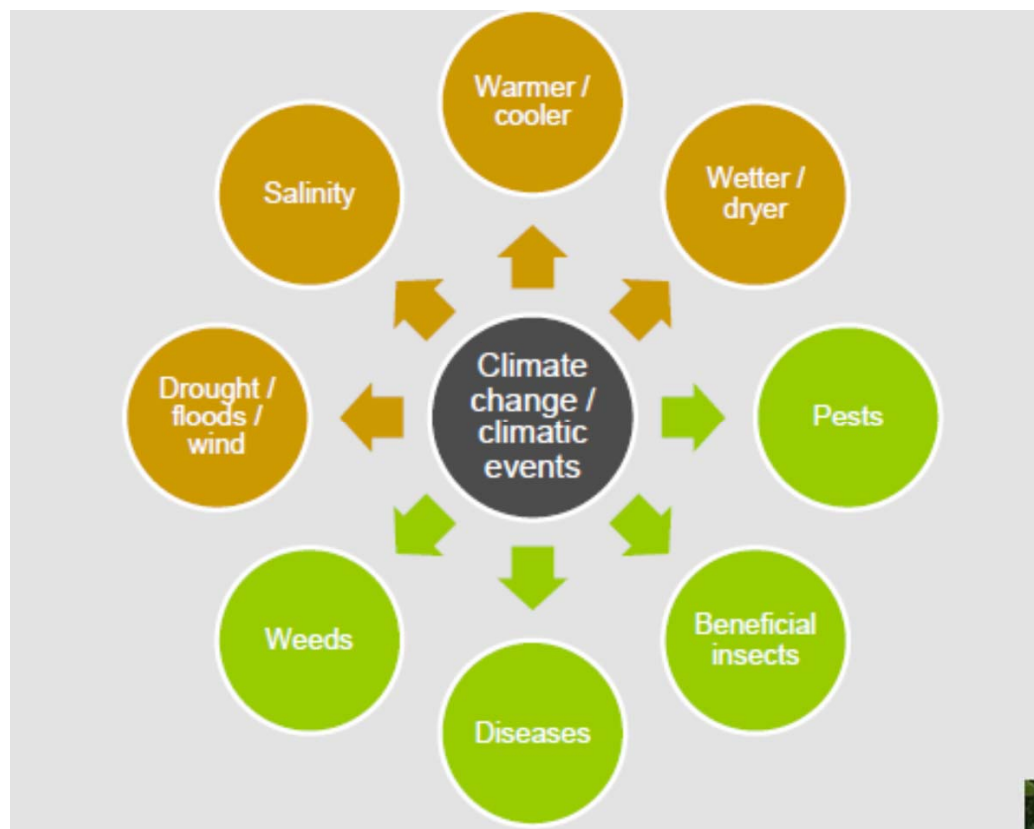 Warmer /
cooler
Wetter /
dryer
Salinity
Climate
change /
climatic
events
Drought /
floods /
wind
Pests
Weeds
Beneficial
insects
Diseases